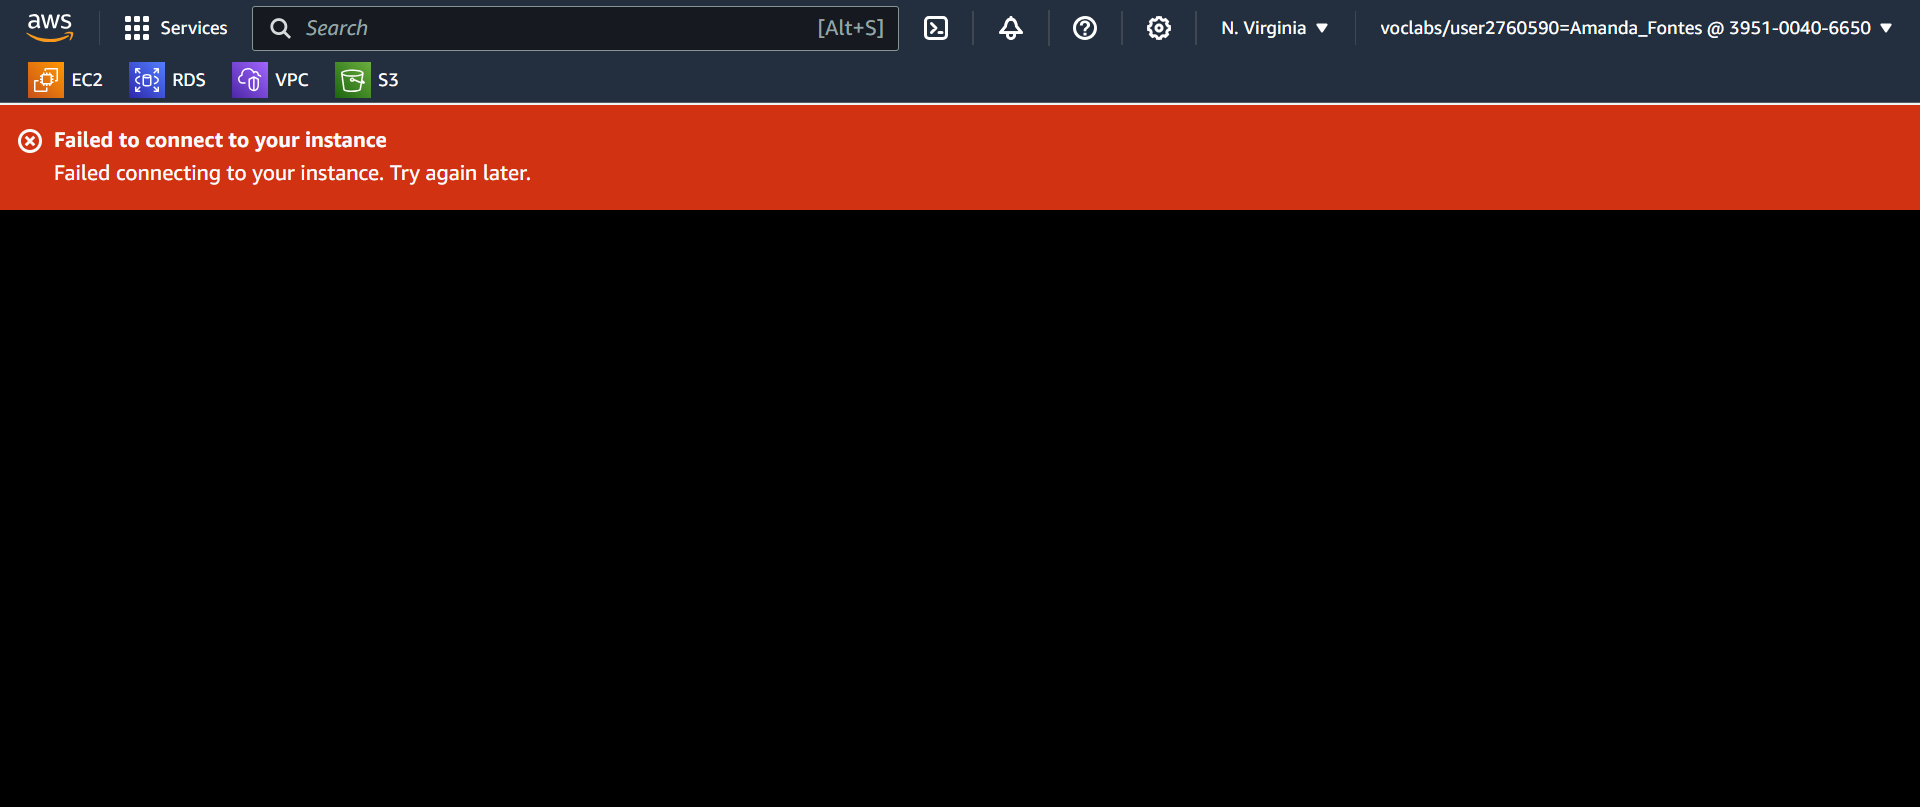 aws
Services
Search
[Alt+S]
N. Virginia
voclabs/user2760590=Amanda_Fontes @ 3951-0040-6650
EC2
RDS
VPC
S3
Failed to connect to your instance
Failed connecting to your instance. Try again later.